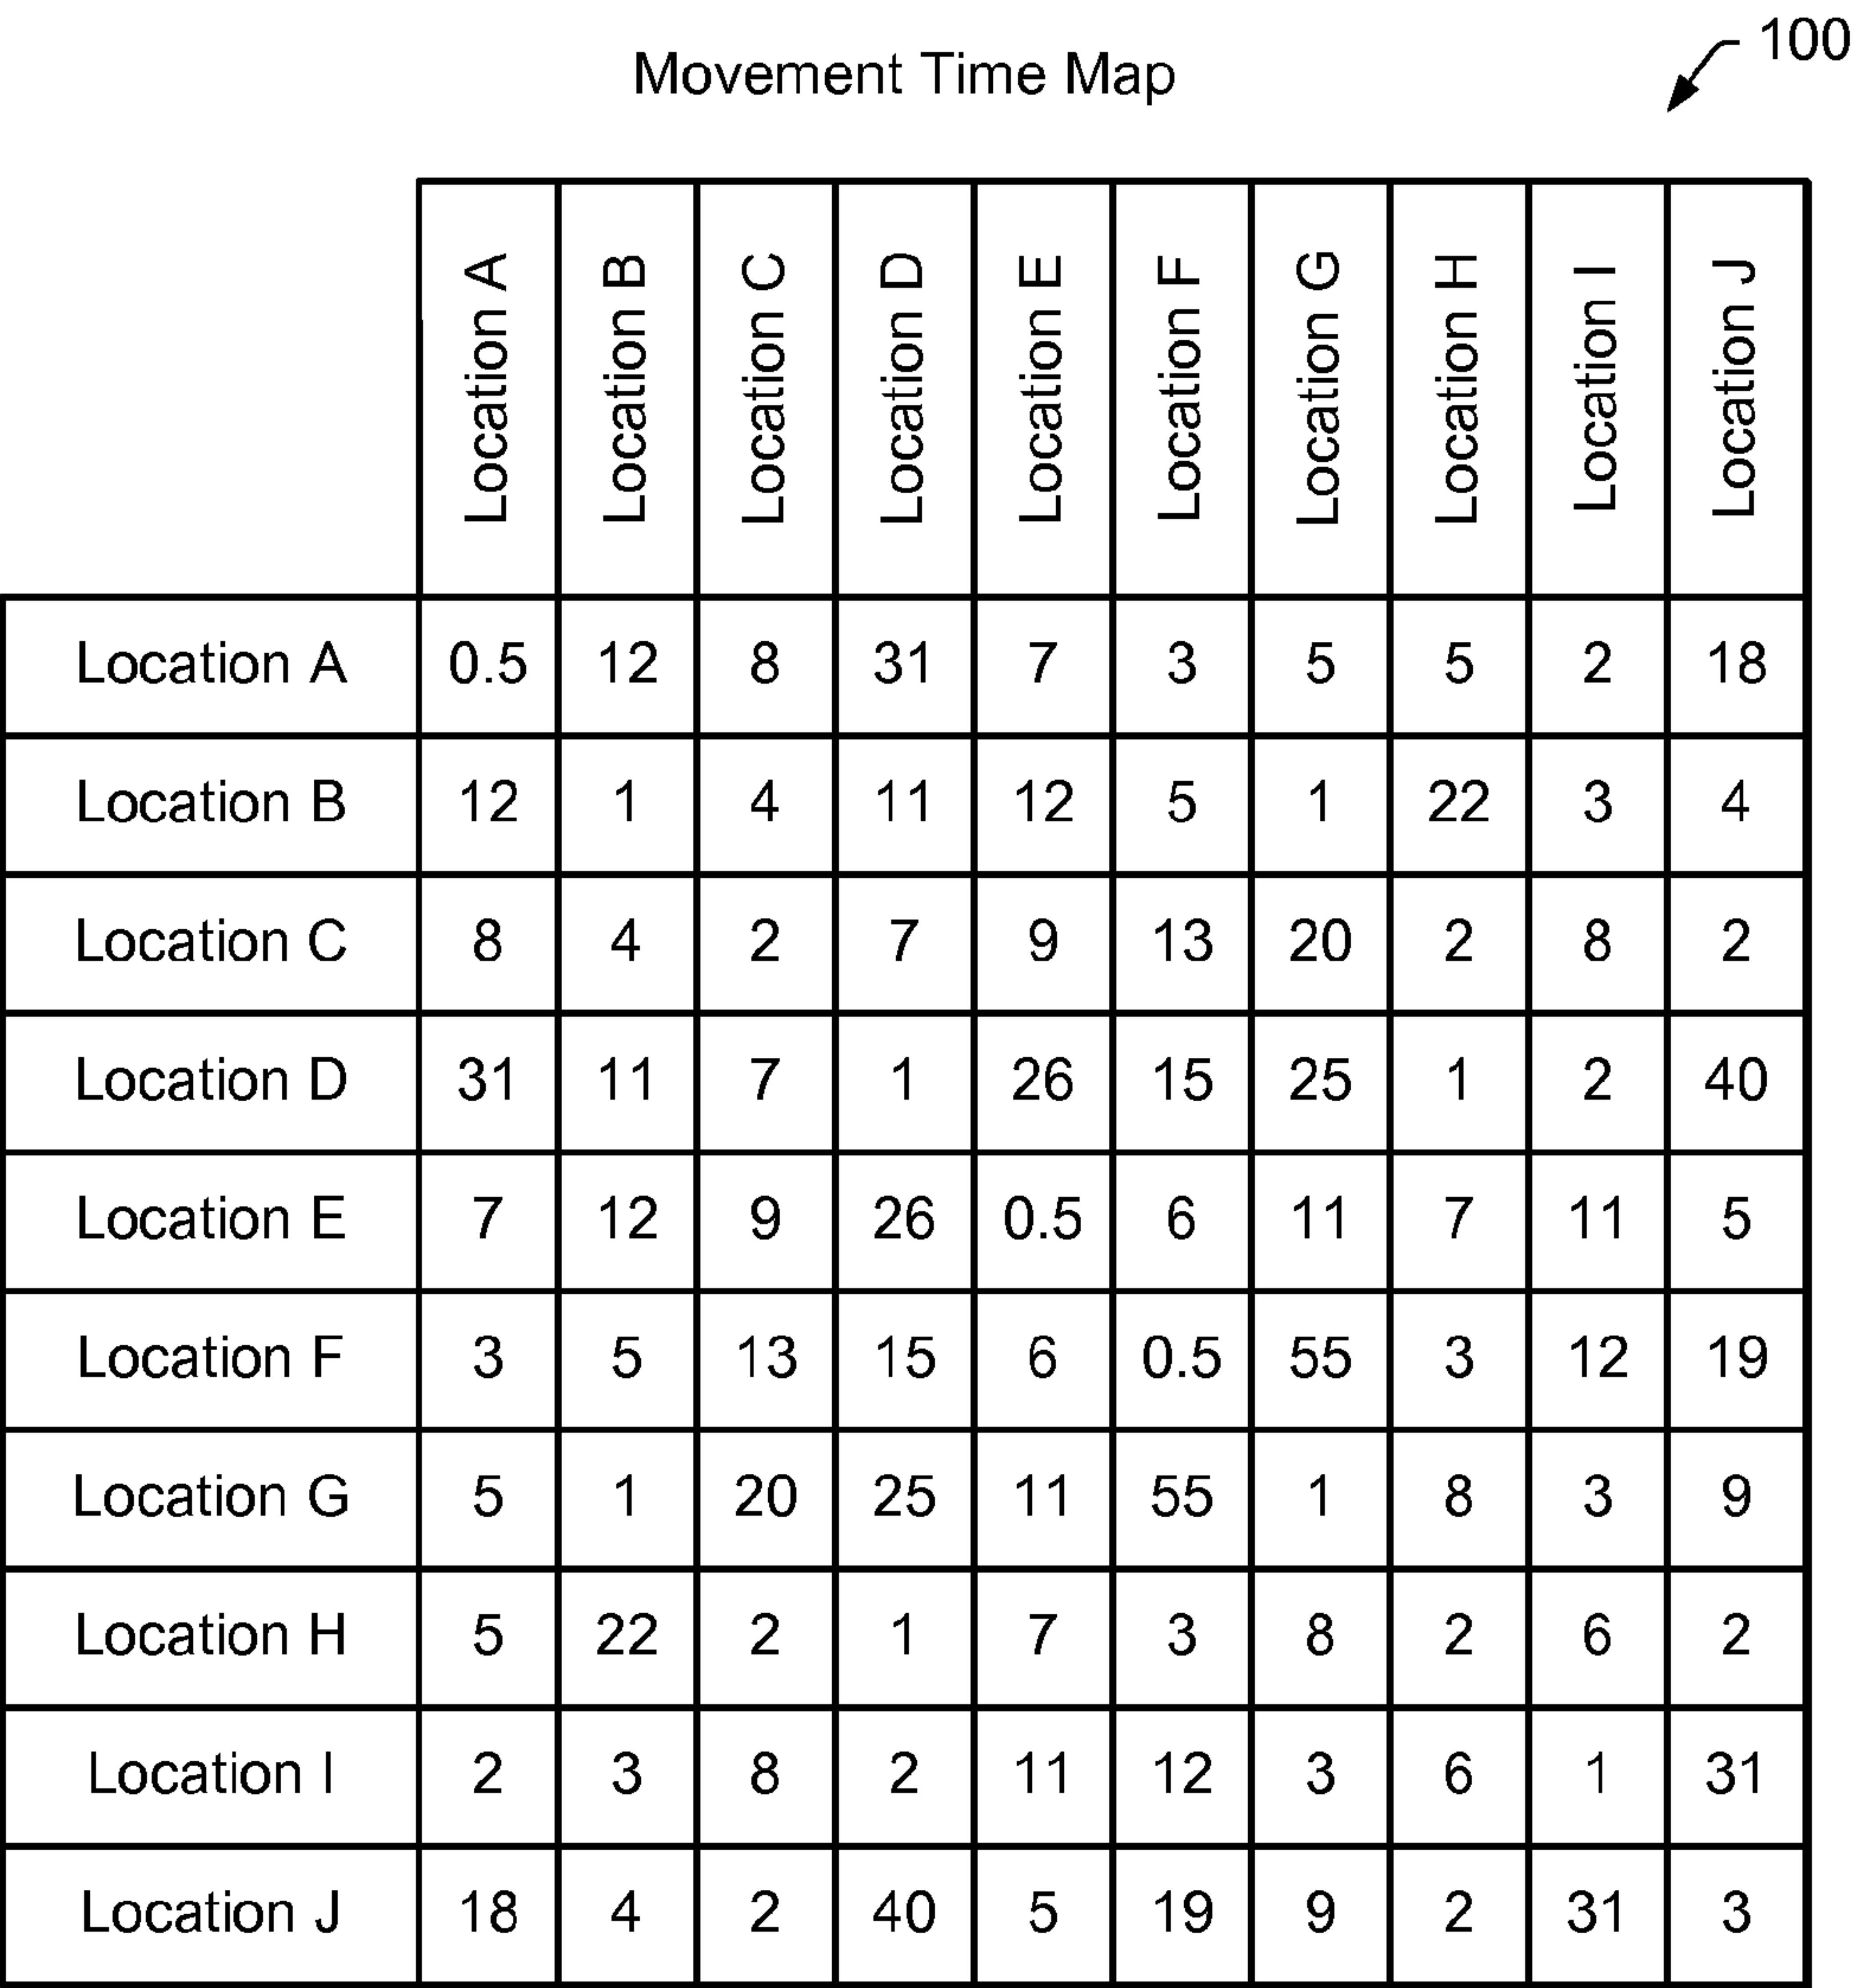 100
Movement Time Map
Location A Location B Location C Location D Location E Location F Location G Location H Location I Location J
Location A 0.5 12 8 31 7 3 5 5 2 18
Location B 12 1 4 11 12 5 1 22 3 4
Location C 8 4 2 7 9 13 20 2 8 2
Location D 31 11 7 1 26 15 25 1 2 40
Location E 7 12 9 26 0.5 6 11 7 11 5
Location F 3 5 13 15 6 0.5 55 3 12 19
Location G 5 1 20 25 11 55 1 8 3 9
Location H 5 22 2 1 7 3 8 2 6 2
Location I 2 3 8 2 11 12 3 6 1 31
Location J 18 4 2 40 5 19 9 2 31 3